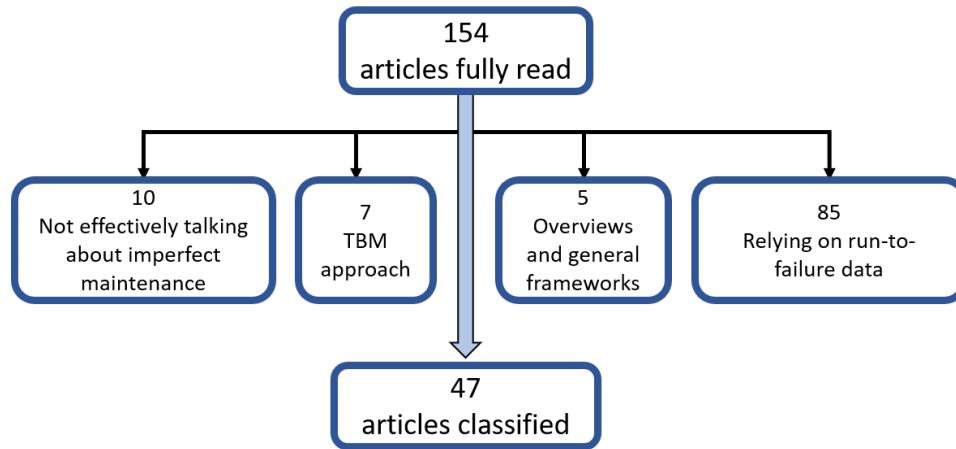 154
articles fully read
10
Not effectively talking
about imperfect
maintenance
7
TBM
approach
5
Overviews
and general
frameworks
85
Relying on run-to-
failure data
47
articles classified